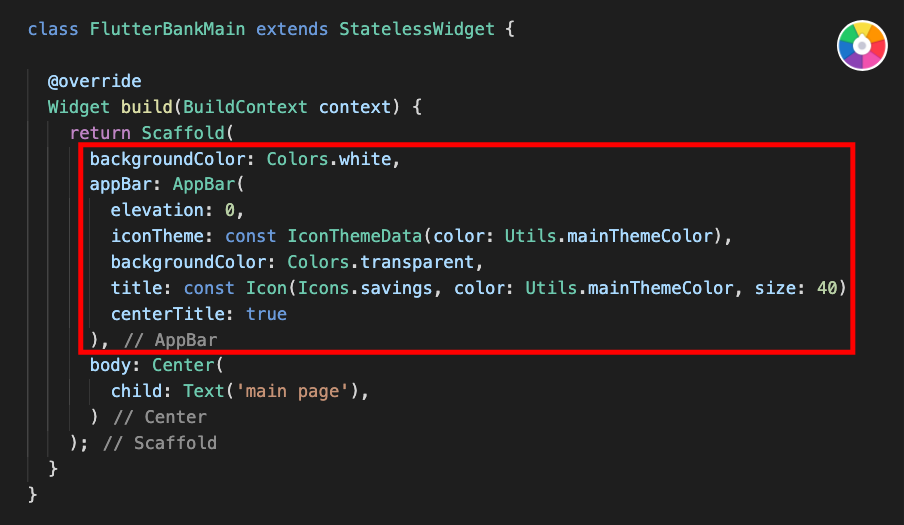 class FlutterBankMain extends StatelessWidget {
@override
Widget build(BuildContext context) {
return Scaffold(
backgroundColor: Colors.white,
appBar: AppBar(
elevation: 0,
iconTheme: const IconThemeData(color: Utils.mainThemeColor),
backgroundColor: Colors.transparent,
title: const Icon(Icons.savings, color: Utils.mainThemeColor, size: 40)
centerTitle: true
), // AppBar
body: Center(
child: Text('main page'),
) // Center
); // Scaffold
}
}